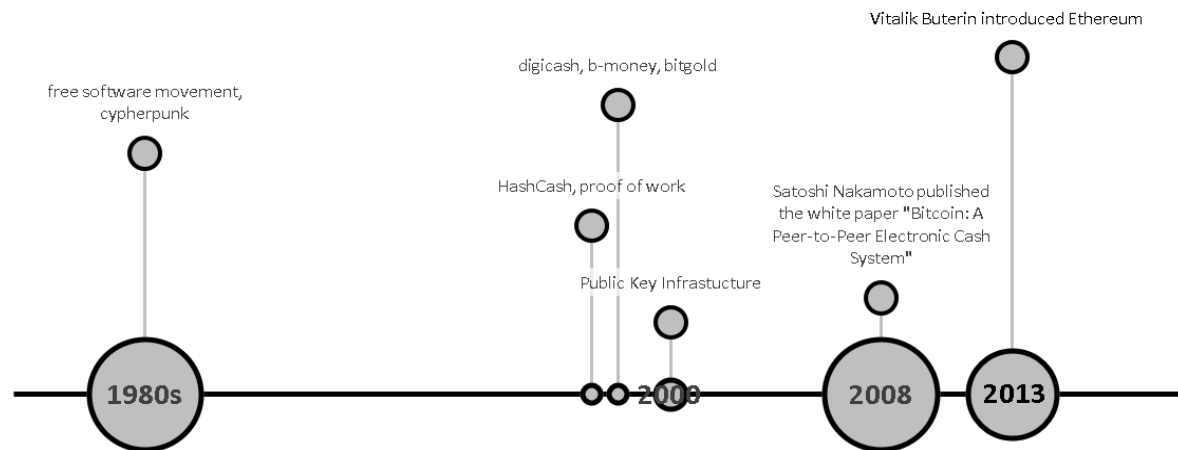 Vitalik Buterin introduced Ethereum
digicash, b-money, bitgold
free software movement,
cypherpunk
HashCash, proof of work
Satoshi Nakamoto published
the white paper "Bitcoin: A
Peer-to-Peer Electronic Cash
System"
Public Key Infrastucture
1980s
2000
2008
2013